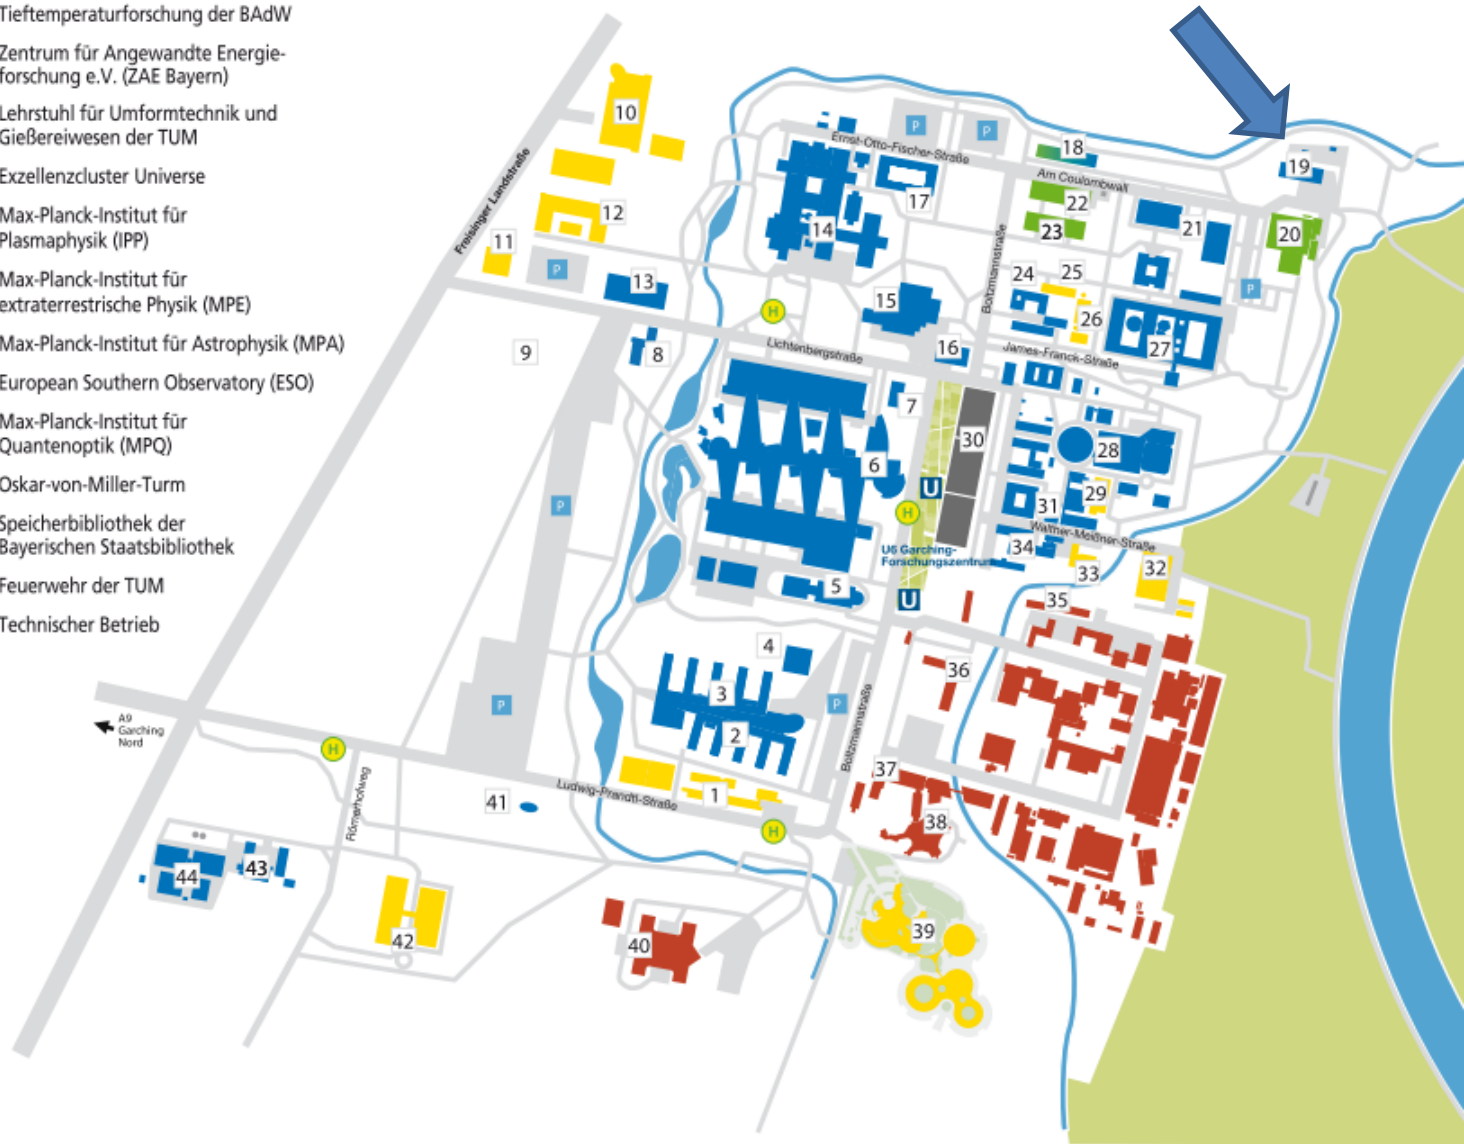 Tieftemperaturforschung der BAdW
Zentrum für Angewandte Energie-
forschung e.V. (ZAE Bayern)
Lehrstuhl für Umformtechnik und
Gießereiwesen der TUM
Exzellenzcluster Universe
Max-Planck-Institut für
Plasmaphysik (IPP)
Max-Planck-Institut für
extraterrestrische Physik (MPE)
Max-Planck-Institut für Astrophysik (MPA)
European Southern Observatory (ESO)
Max-Planck-Institut für
Quantenoptik (MPQ)
Oskar-von-Miller-Turm
Speicherbibliothek der
Bayerischen Staatsbibliothek
Feuerwehr der TUM
Technischer Betrieb
10
P
P
Ernst-Otto-Fischer-Straße
18
19
Freisinger Landstraße
Am Coulombwall
17
22
12
14
23
21
20
11
P
13
Boltzmannstraße
24
25
P
15
H
26
9
8
Lichtenbergstraße
16
James-Franck-Straße
27
7
30
28
6
U
29
P
H
31
Walther-Meißner-Straße
U6 Garching-
Forschungszentrum
34
33
32
5
U
35
4
36
3
P
P
2
Boltzmannstraße
A9
Garching
Nord
H
37
Ludwig-Prandtl-Straße
1
41
H
38
Römerhofweg
44
43
42
40
39